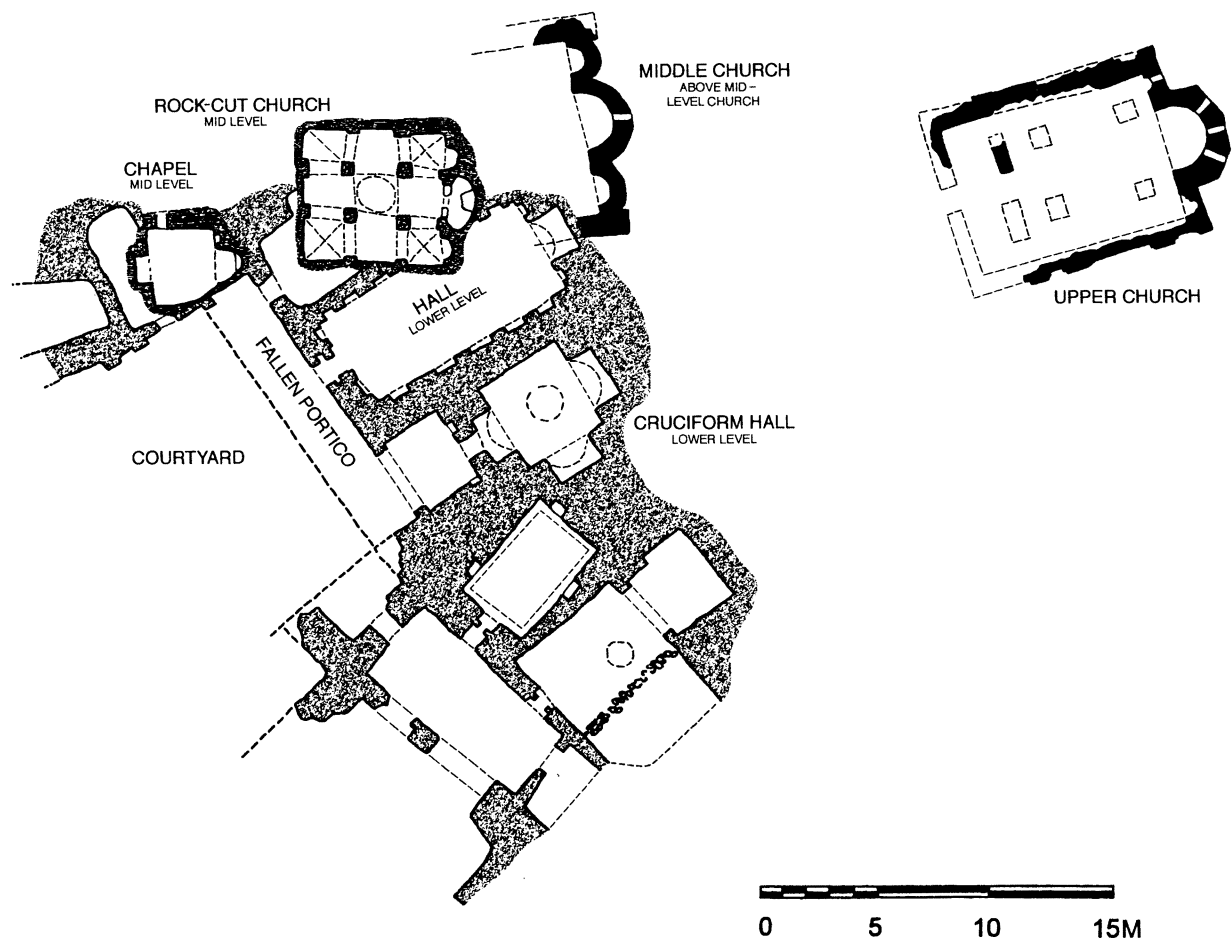 MIDDLE CHURCH
ABOVE MID –
LEVEL CHURCH
ROCK-CUT CHURCH
MID LEVEL
CHAPEL
MID LEVEL
UPPER CHURCH
HALL
LOWER LEVEL
FALLEN PORTICO
CRUCIFORM HALL
LOWER LEVEL
COURTYARD
0 5 10 15M